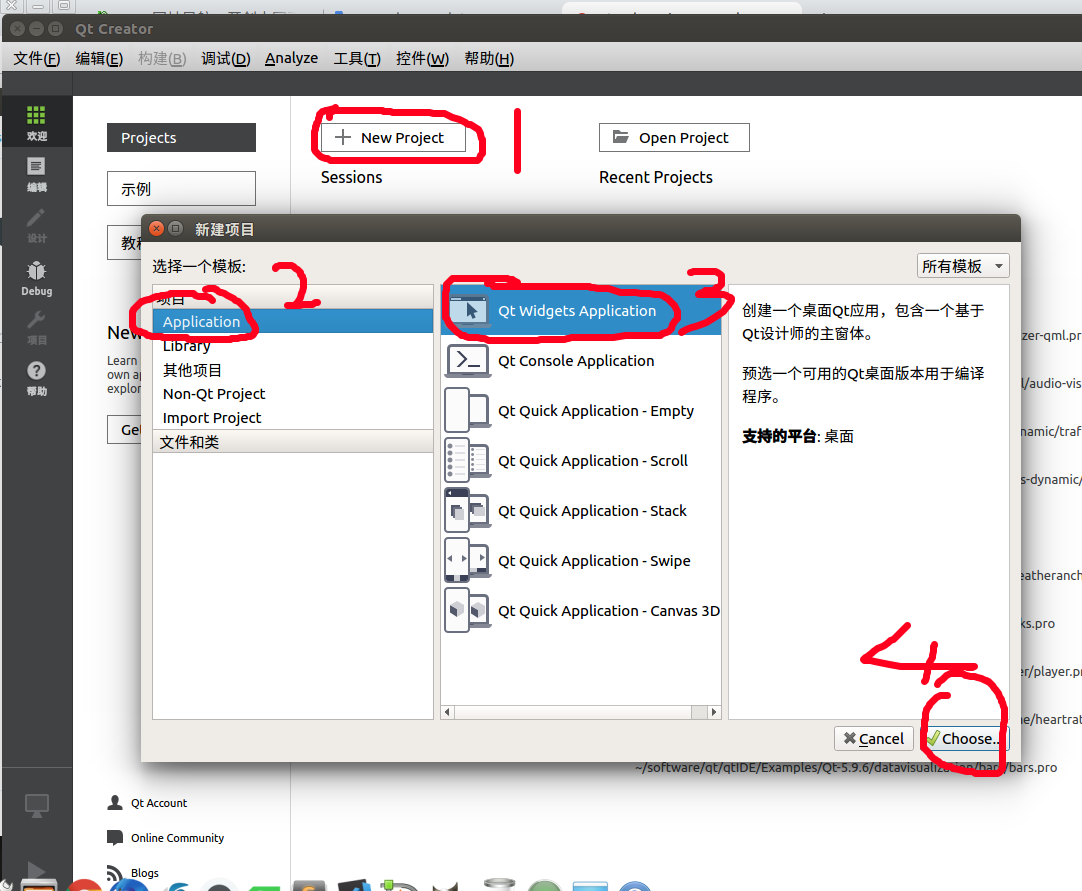 Qt Creator
文件(F) 编辑(E) 构建(B) 调试(D) Analyze 工具(T) 控件(W) 帮助(H)
欢迎
编辑
设计
Debug
项目
帮助
Projects
New Project
1
Open Project
示例
Sessions
Recent Projects
教
新建项目
选择一个模板:
2
所有模板
项目
Application
Library
其他项目
Non-Qt Project
Import Project
文件和类
Qt Widgets Application
Qt Console Application
Qt Quick Application - Empty
Qt Quick Application - Scroll
Qt Quick Application - Stack
Qt Quick Application - Swipe
Qt Quick Application - Canvas 3D
3
创建一个桌面Qt应用，包含一个基于
Qt设计师的主窗体。
预选一个可用的Qt桌面版本用于编译
程序。
支持的平台: 桌面
4
Cancel
Choose...
New
Learn
own ap
explor
Get
zer-qml.pr
l/audio-vis
namic/traf
s-dynamic/
eatheranch
ks.pro
er/player.pr
ne/heartrat
~/software/qt/qtIDE/Examples/Qt-5.9.6/datavisualization/bars/bars.pro
Qt Account
Online Community
Blogs